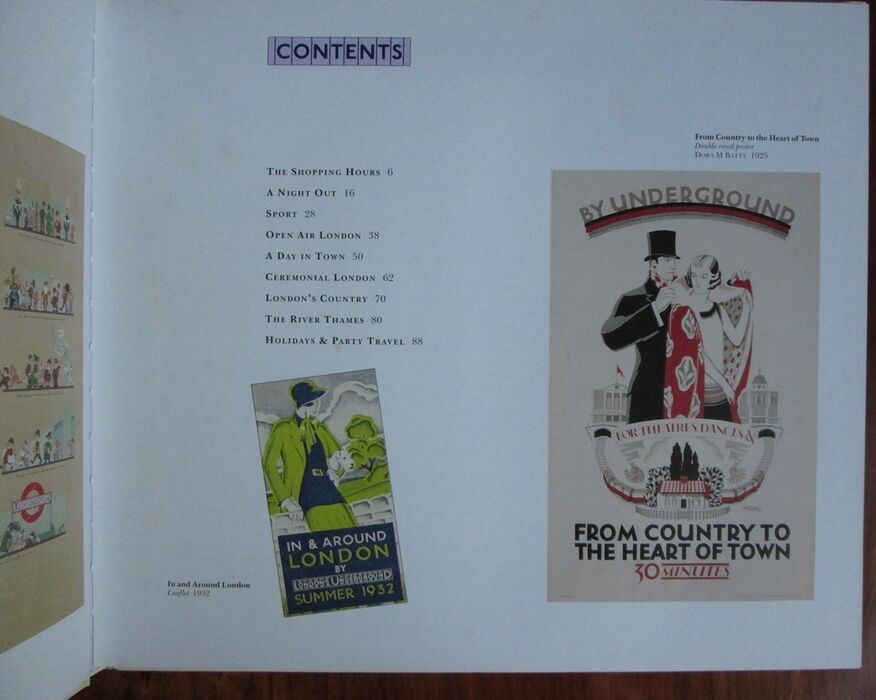 CONTENTS
From Country to the Heart of Town
Double royal poster
DORA M BATTY 1925
THE SHOPPING HOURS 6
A NIGHT OUT 16
SPORT 28
OPEN AIR LONDON 38
A DAY IN TOWN 50
CEREMONIAL LONDON 62
LONDON'S COUNTRY 70
THE RIVER THAMES 80
HOLIDAYS & PARTY TRAVEL 88
BY UNDERGROUND
FOR THEATRES, DANCES &
FROM COUNTRY TO
THE HEART OF TOWN
30 MINUTES
IN & AROUND
LONDON
BY
LONDON'S UNDERGROUND
SUMMER 1932
In and Around London
Leaflet 1932
UNDERGROUND